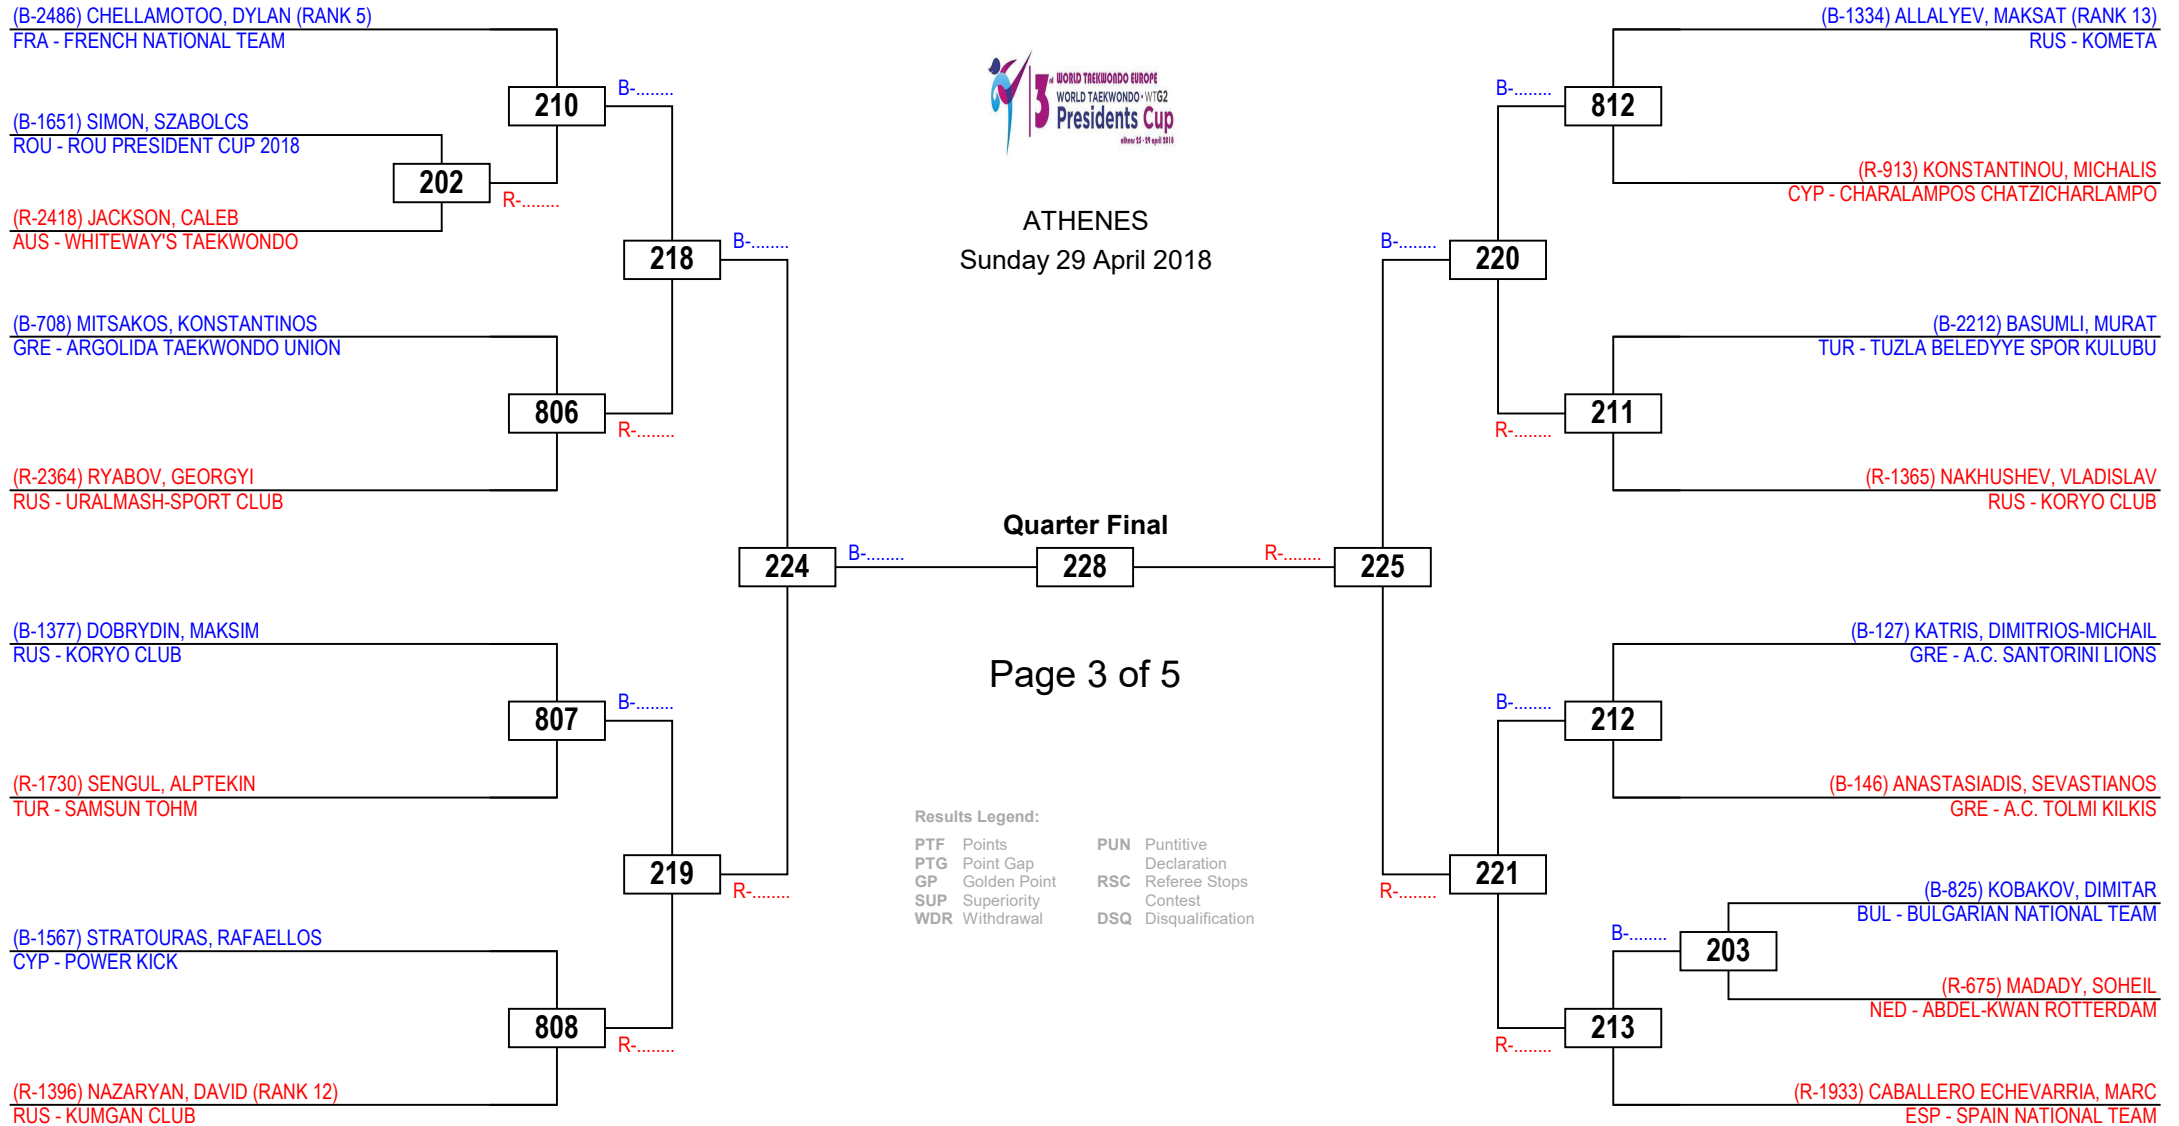 (B-2486) CHELLAMOTOO, DYLAN (RANK 5)
FRA - FRENCH NATIONAL TEAM
210
B-........
(B-1651) SIMON, SZABOLCS
ROU - ROU PRESIDENT CUP 2018
202
R-........
(R-2418) JACKSON, CALEB
AUS - WHITEWAY'S TAEKWONDO
218
B-........
(B-708) MITSAKOS, KONSTANTINOS
GRE - ARGOLIDA TAEKWONDO UNION
806
R-........
(R-2364) RYABOV, GEORGYI
RUS - URALMASH-SPORT CLUB
224
B-........
(B-1377) DOBRYDIN, MAKSIM
RUS - KORYO CLUB
807
B-........
(R-1730) SENGUL, ALPTEKIN
TUR - SAMSUN TOHM
219
R-........
(B-1567) STRATOURAS, RAFAELLOS
CYP - POWER KICK
808
R-........
(R-1396) NAZARYAN, DAVID (RANK 12)
RUS - KUMGAN CLUB
3rd WORLD TAEKWONDO EUROPE
WORLD TAEKWONDO • WTG2
Presidents Cup
athens 25 - 29 april 2018
ATHENES
Sunday 29 April 2018
Quarter Final
228
Page 3 of 5
Results Legend:
PTF Points
PTG Point Gap
GP Golden Point
SUP Superiority
WDR Withdrawal
PUN Puntitive
Declaration
RSC Referee Stops
Contest
DSQ Disqualification
(B-1334) ALLALYEV, MAKSAT (RANK 13)
RUS - KOMETA
B-........
812
(R-913) KONSTANTINOU, MICHALIS
CYP - CHARALAMPOS CHATZICHARLAMPO
B-........
220
(B-2212) BASUMLI, MURAT
TUR - TUZLA BELEDYYE SPOR KULUBU
211
R-........
(R-1365) NAKHUSHEV, VLADISLAV
RUS - KORYO CLUB
R-........
225
(B-127) KATRIS, DIMITRIOS-MICHAIL
GRE - A.C. SANTORINI LIONS
B-........
212
(B-146) ANASTASIADIS, SEVASTIANOS
GRE - A.C. TOLMI KILKIS
221
R-........
(B-825) KOBAKOV, DIMITAR
BUL - BULGARIAN NATIONAL TEAM
B-........
203
(R-675) MADADY, SOHEIL
NED - ABDEL-KWAN ROTTERDAM
213
R-........
(R-1933) CABALLERO ECHEVARRIA, MARC
ESP - SPAIN NATIONAL TEAM